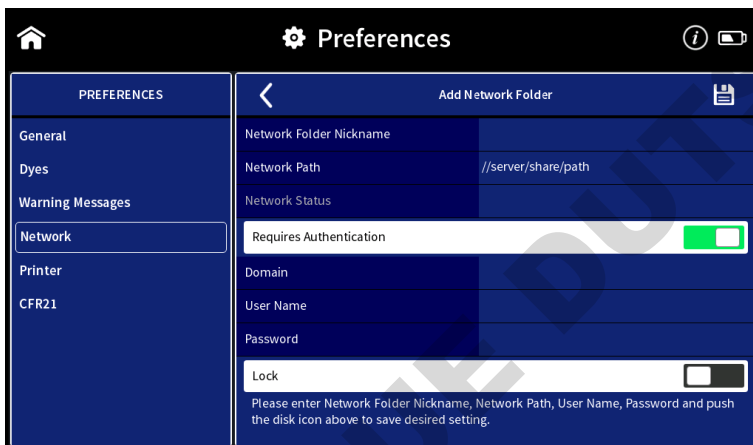 Preferences
PREFERENCES
General
Dyes
Warning Messages
Network
Printer
CFR21
Add Network Folder
Network Folder Nickname
Network Path //server/share/path
Network Status
Requires Authentication
Domain
User Name
Password
Lock
Please enter Network Folder Nickname, Network Path, User Name, Password and push
the disk icon above to save desired setting.